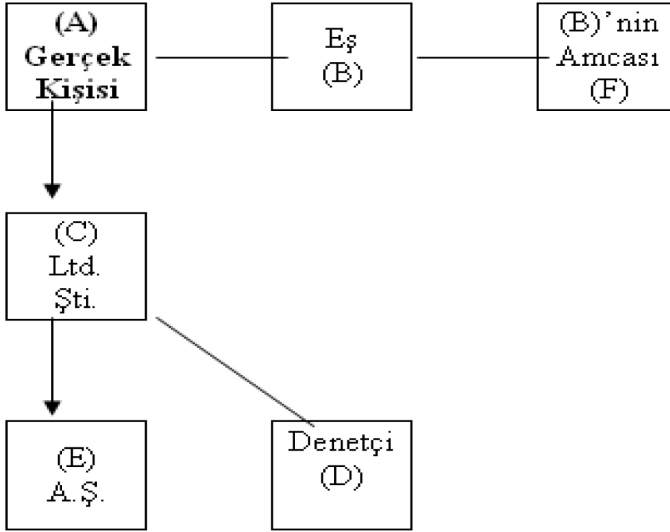 (A)
Gerçek
Kişisi
Eş
(B)
(B)'nin
Amcası
(F)
(C)
Ltd.
Şti.
(E)
A.Ş.
Denetçi
(D)